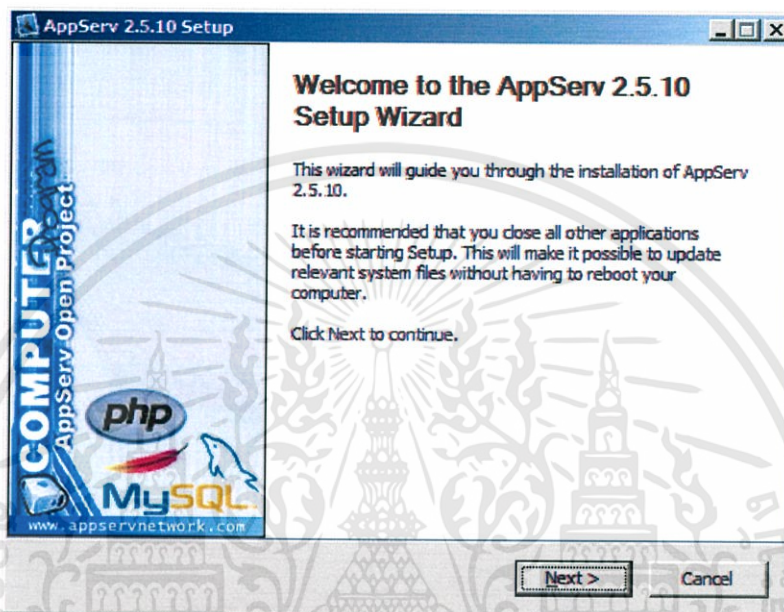 AppServ 2.5.10 Setup
Welcome to the AppServ 2.5.10
Setup Wizard
This wizard will guide you through the installation of AppServ
2.5.10.
It is recommended that you close all other applications
before starting Setup. This will make it possible to update
relevant system files without having to reboot your
computer.
Click Next to continue.
COMPUTER
Program
AppServ Open Project
php
MySQL
www.appservnetwork.com
Next >
Cancel